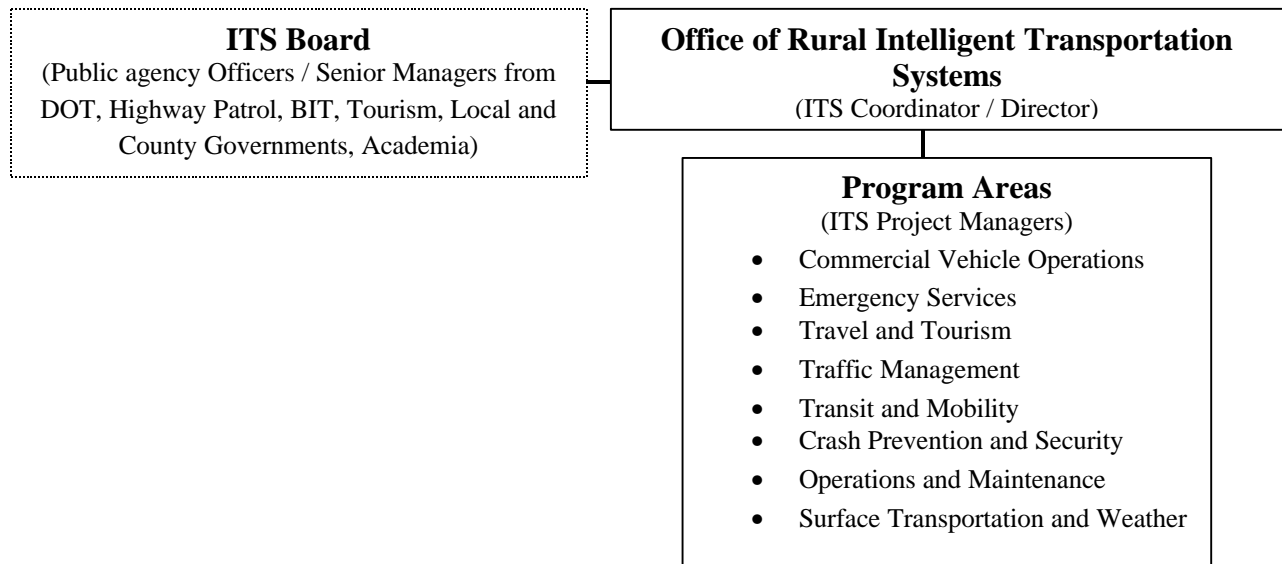 ITS Board
(Public agency Officers / Senior Managers from
DOT, Highway Patrol, BIT, Tourism, Local and
County Governments, Academia)
Office of Rural Intelligent Transportation
Systems
(ITS Coordinator / Director)
Program Areas
(ITS Project Managers)
• Commercial Vehicle Operations
• Emergency Services
• Travel and Tourism
• Traffic Management
• Transit and Mobility
• Crash Prevention and Security
• Operations and Maintenance
• Surface Transportation and Weather